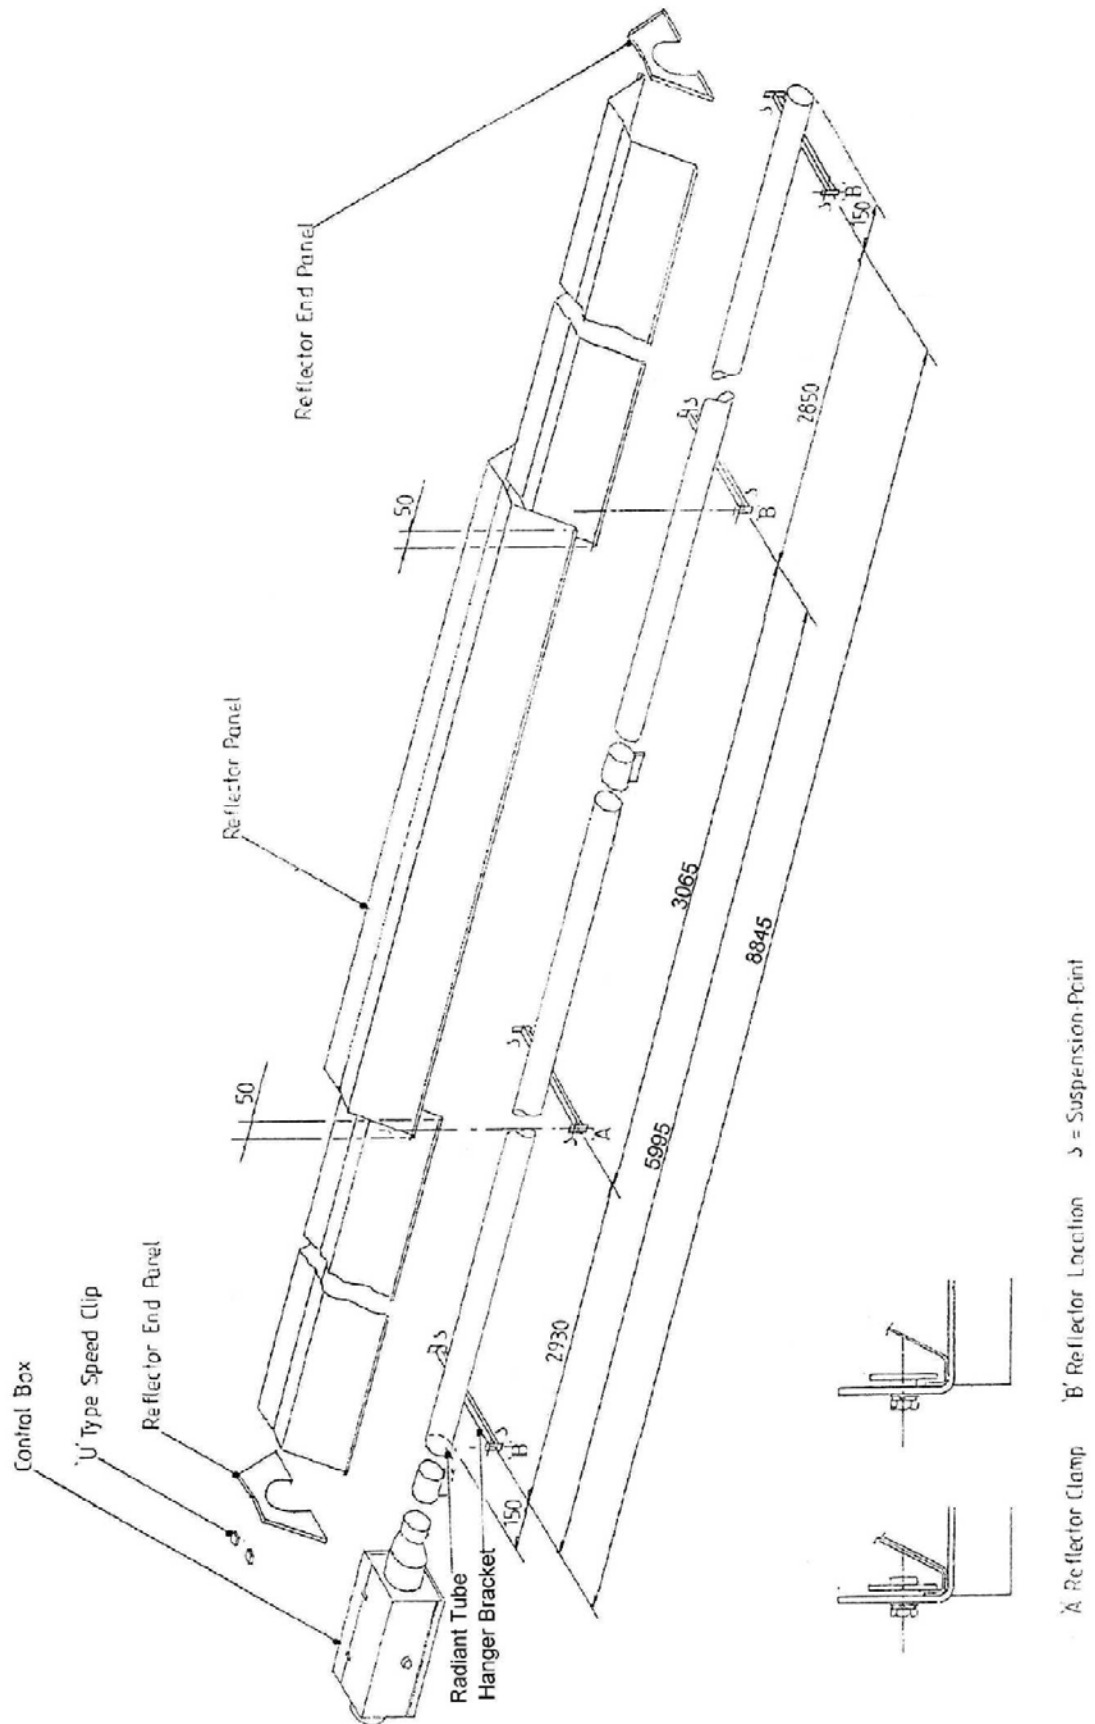 Control Box
'U' Type Speed Clip
Reflector End Panel
Reflector Panel
Reflector End Panel
50
50
S
S
'B'
S
S
'A'
S
S
'B'
S
S
'B'
Radiant Tube
Hanger Bracket
150
2930
3065
2850
150
5995
8845
'A' Reflector Clamp
'B' Reflector Location
S = Suspension-Point